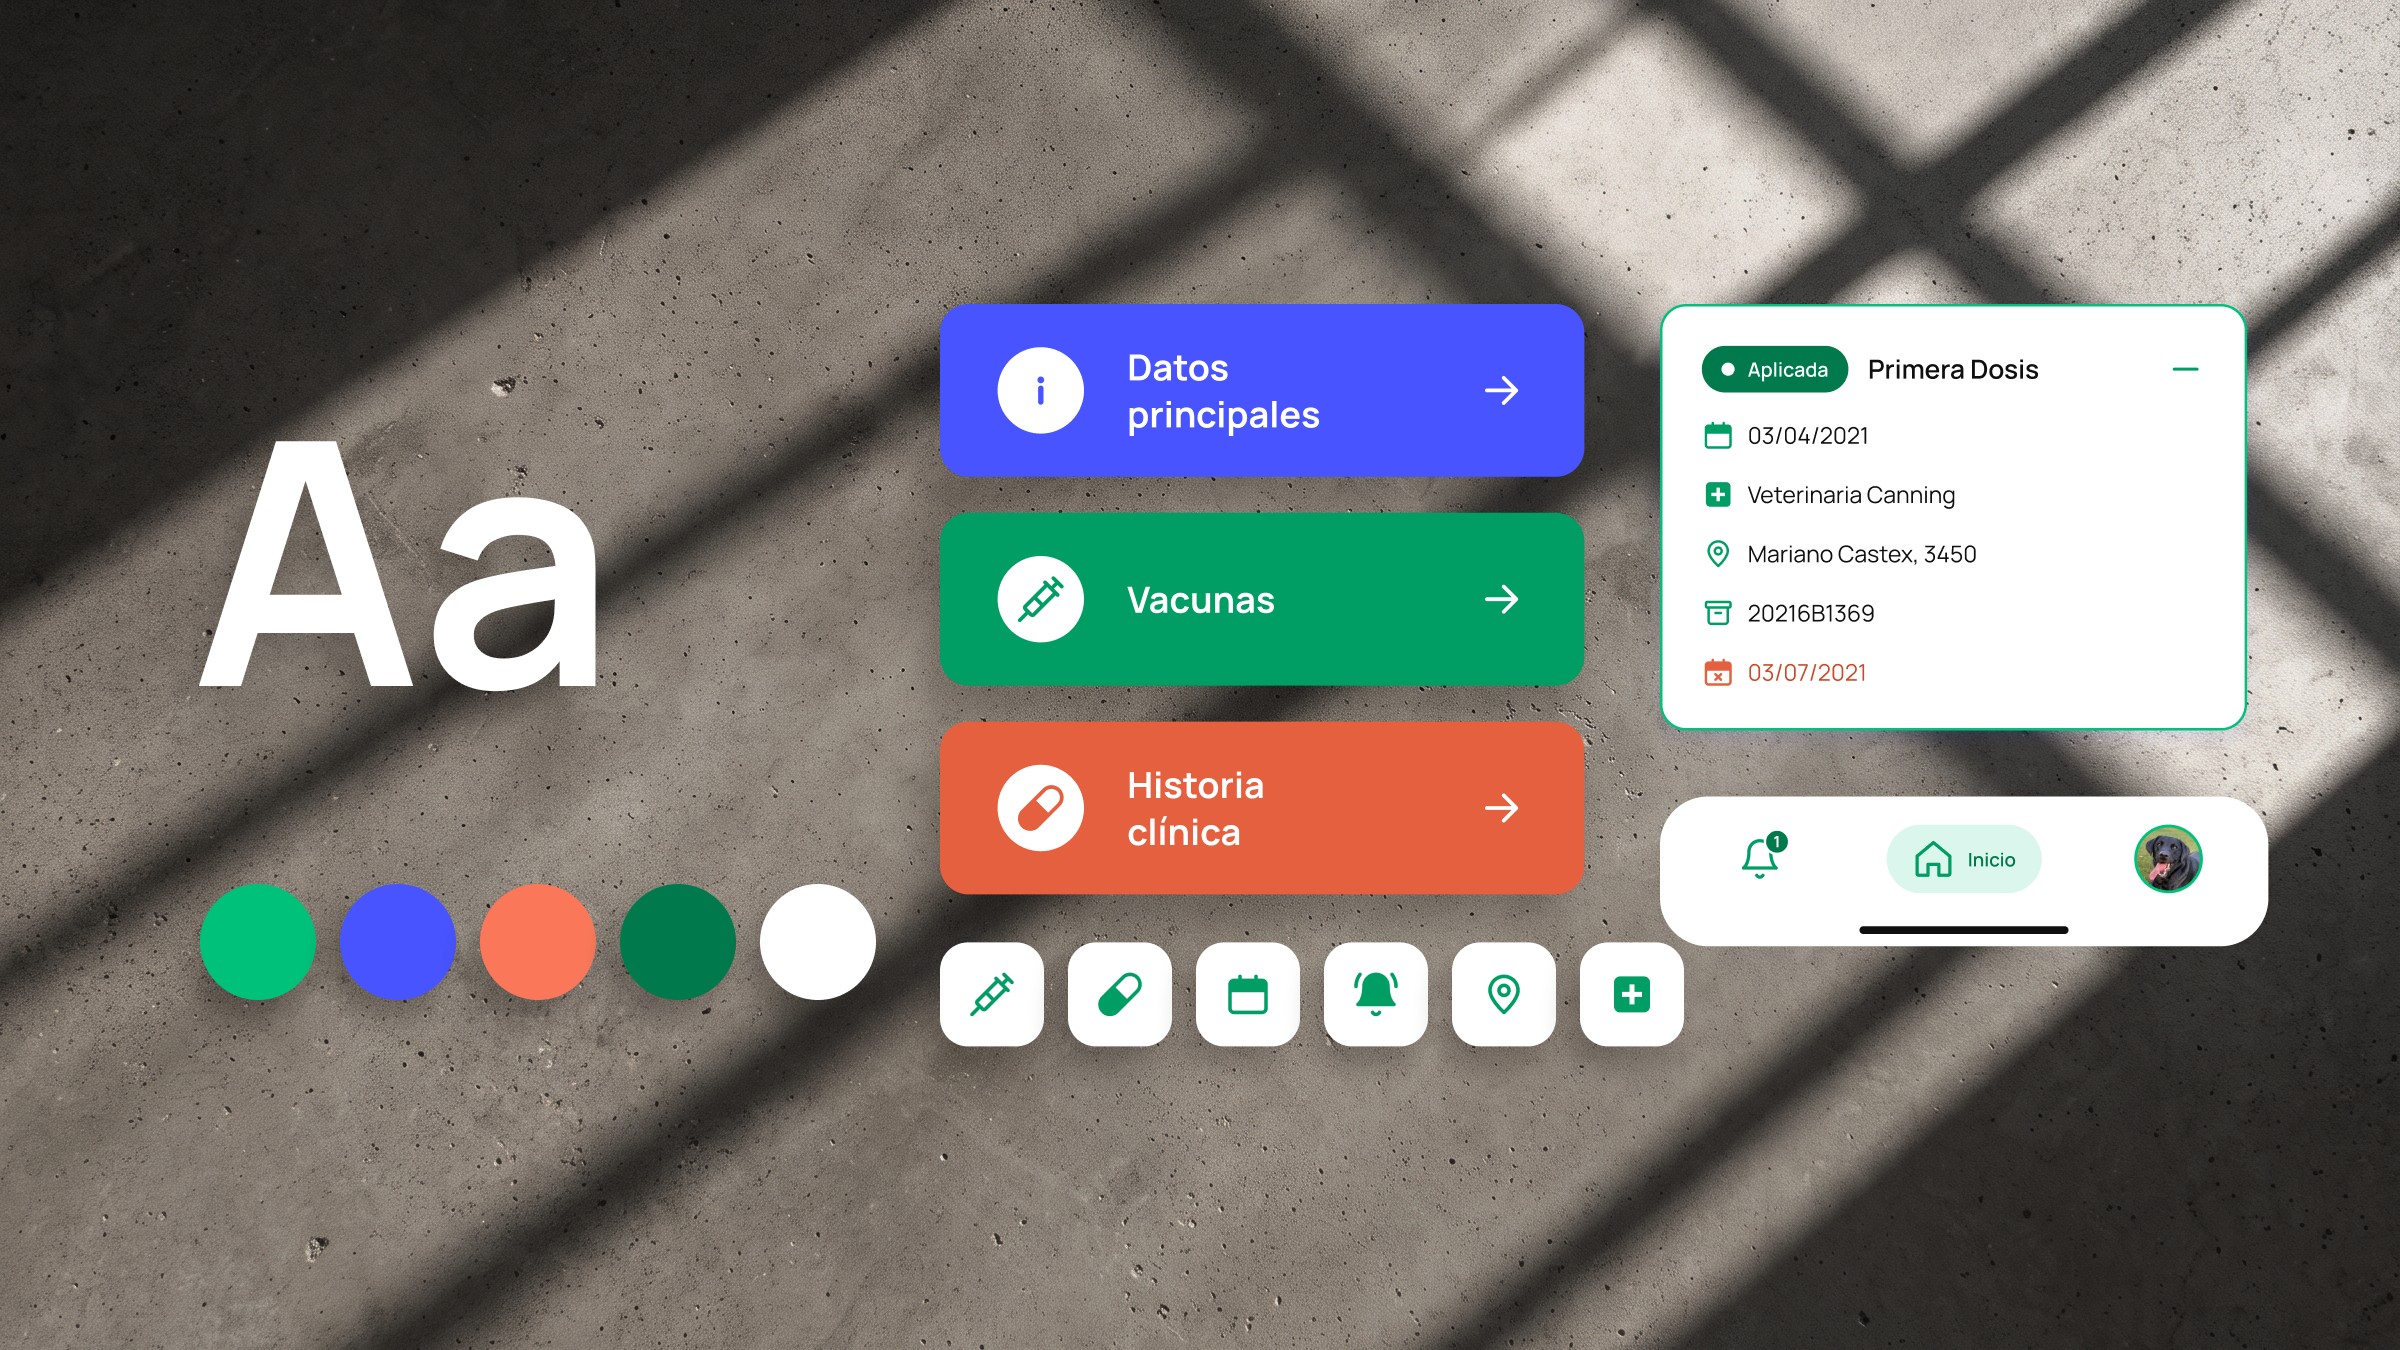 Aa
Datos
principales
Vacunas
Historia
clínica
Aplicada
Primera Dosis
03/04/2021
Veterinaria Canning
Mariano Castex, 3450
20216B1369
03/07/2021
1
Inicio